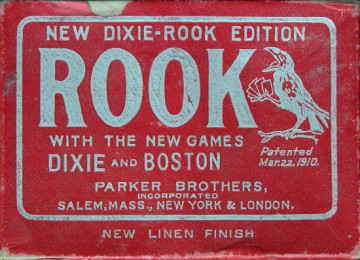 NEW DIXIE-ROOK EDITION
ROOK
WITH THE NEW GAMES
DIXIE AND BOSTON
Patented
Mar. 22. 1910.
PARKER BROTHERS,
INCORPORATED
SALEM, MASS., NEW YORK & LONDON.
NEW LINEN FINISH